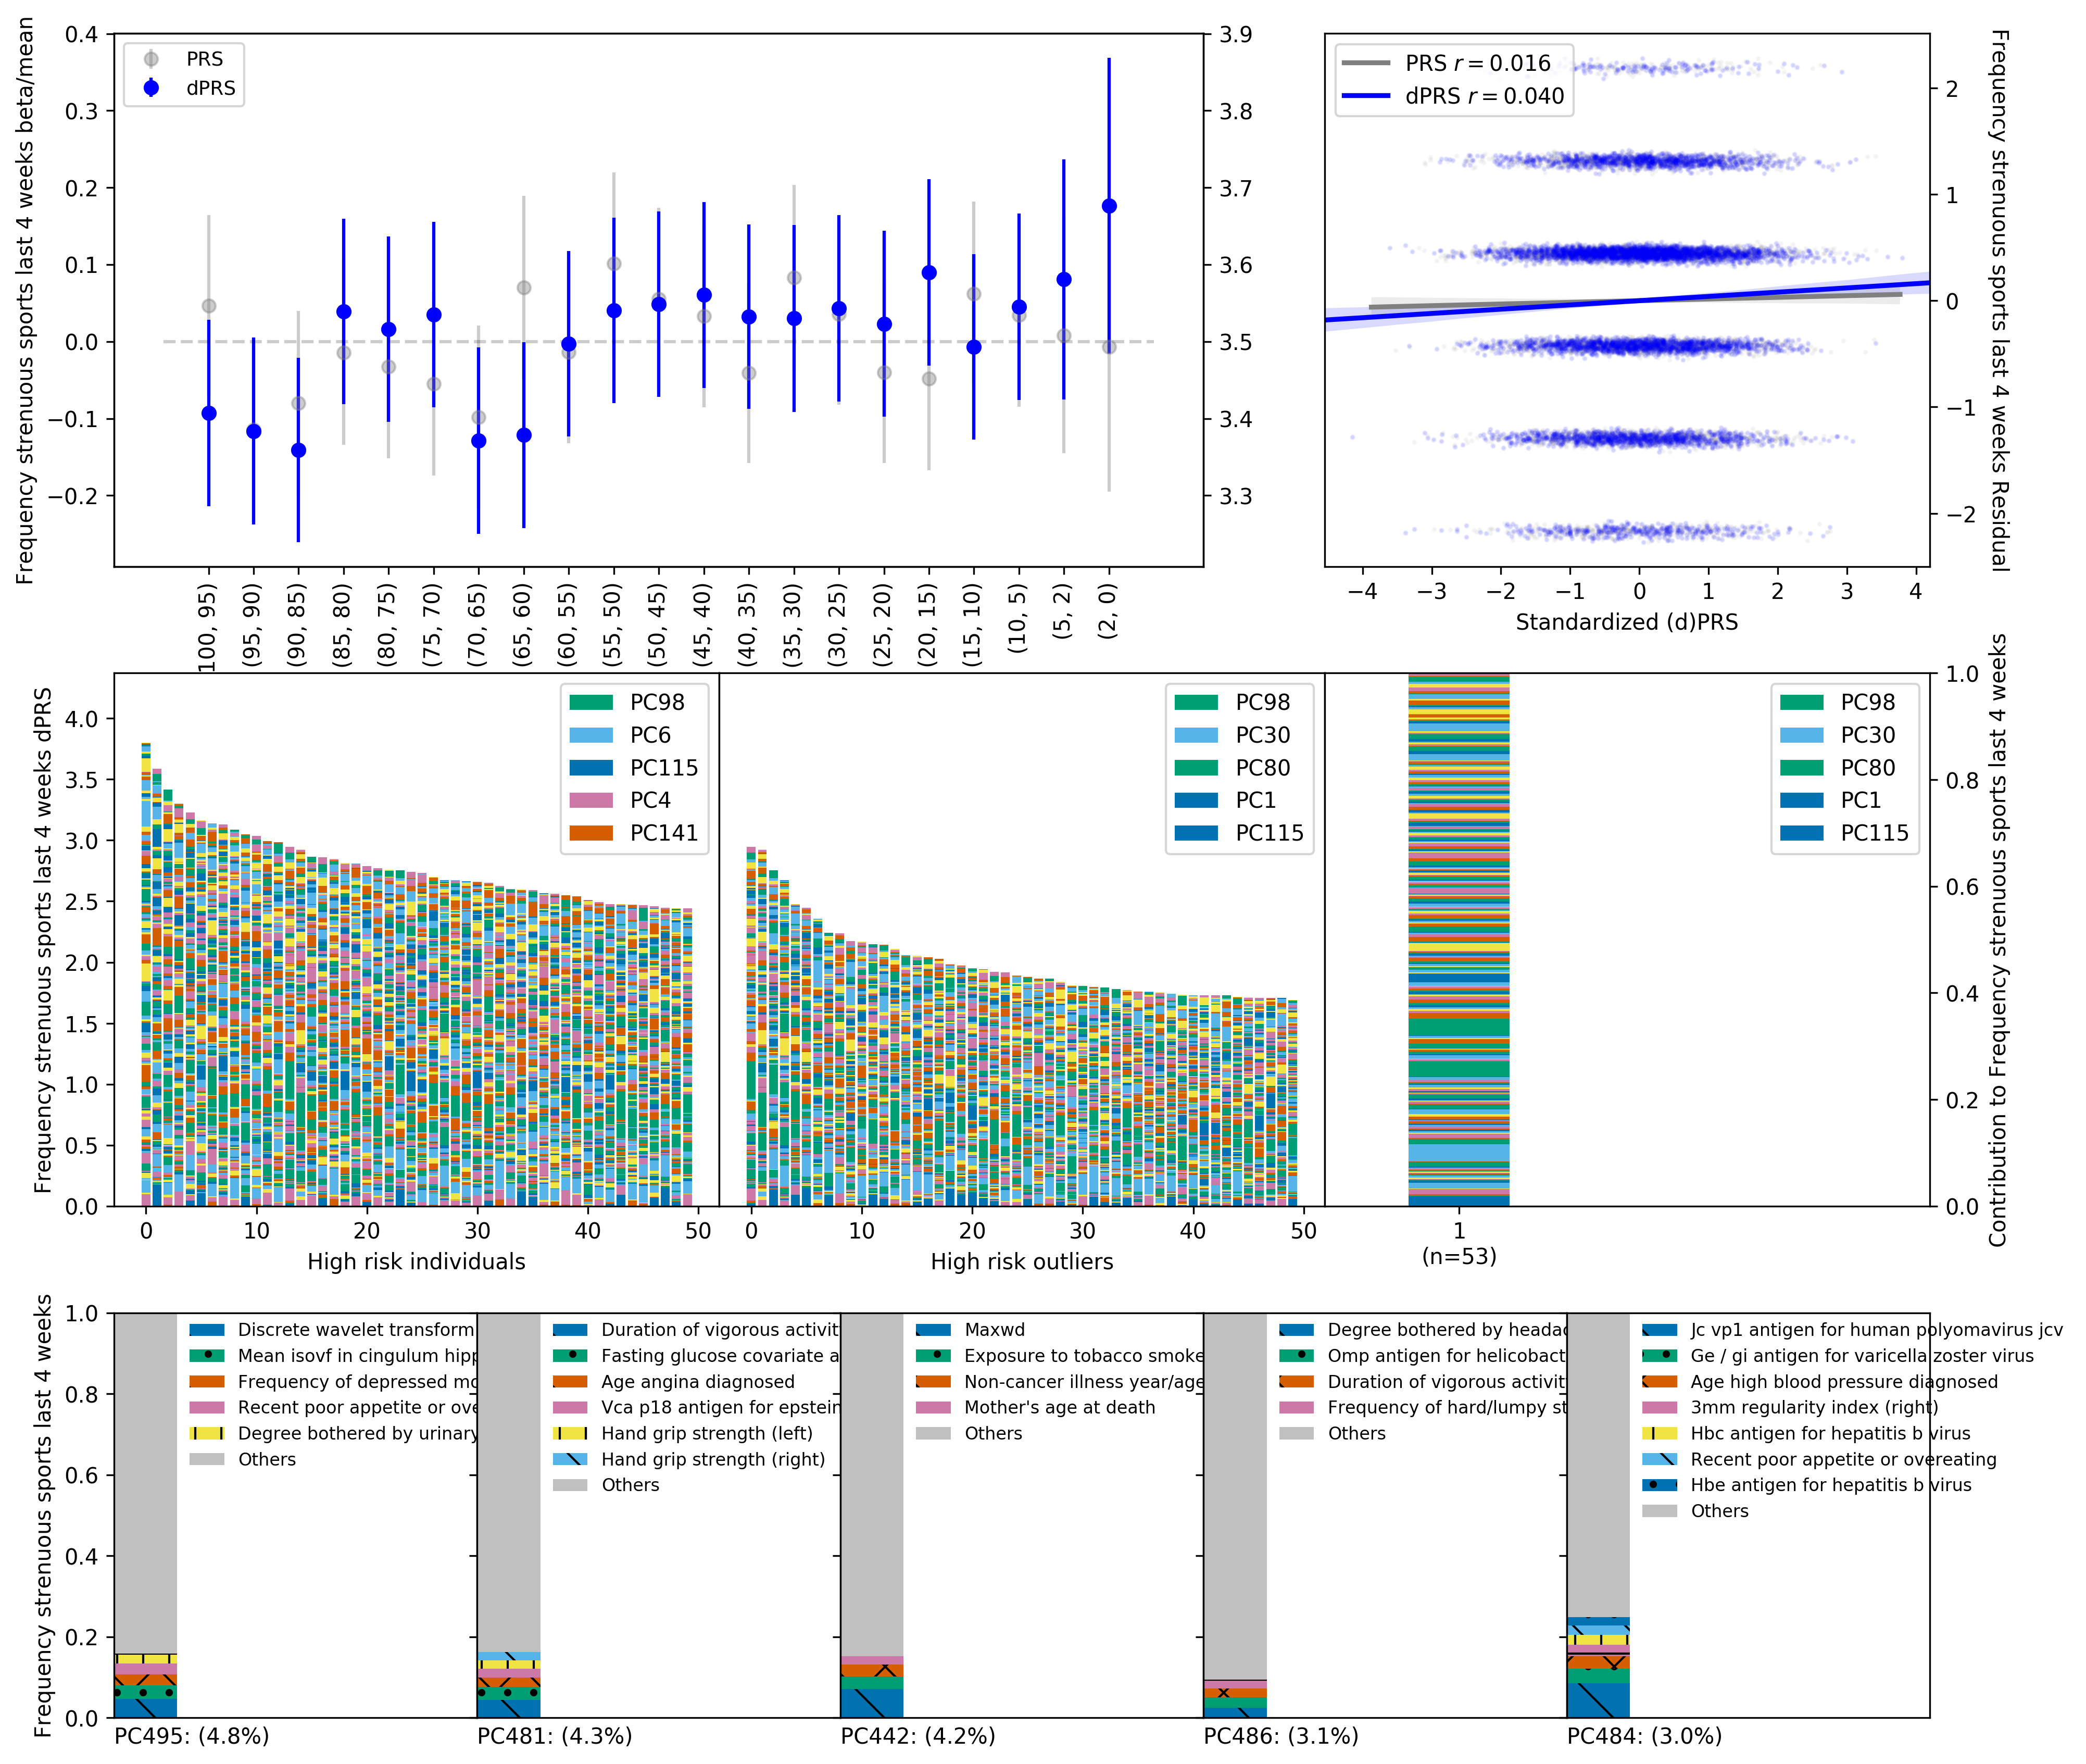 Frequency strenuous sports last 4 weeks beta/mean
0.4
0.3
0.2
0.1
0.0
−0.1
−0.2
PRS
dPRS
3.9
3.8
3.7
3.6
3.5
3.4
3.3
100, 95)
(95, 90)
(90, 85)
(85, 80)
(80, 75)
(75, 70)
(70, 65)
(65, 60)
(60, 55)
(55, 50)
(50, 45)
(45, 40)
(40, 35)
(35, 30)
(30, 25)
(25, 20)
(20, 15)
(15, 10)
(10, 5)
(5, 2)
(2, 0)
PRS r = 0.016
dPRS r = 0.040
2
1
0
−1
−2
Frequency strenuous sports last 4 weeks Residual
−4 −3 −2 −1 0 1 2 3 4
Standardized (d)PRS
Frequency strenuous sports last 4 weeks dPRS
4.0
3.5
3.0
2.5
2.0
1.5
1.0
0.5
0.0
PC98
PC6
PC115
PC4
PC141
0 10 20 30 40 50
High risk individuals
PC98
PC30
PC80
PC1
PC115
0 10 20 30 40 50
High risk outliers
PC98
PC30
PC80
PC1
PC115
1
(n=53)
1.0
0.8
0.6
0.4
0.2
0.0
Contribution to Frequency strenuous sports last 4 weeks
Frequency strenuous sports last 4 weeks
1.0
0.8
0.6
0.4
0.2
0.0
Discrete wavelet transform
Mean isovf in cingulum hipp
Frequency of depressed mo
Recent poor appetite or ove
Degree bothered by urinary
Others
PC495: (4.8%)
Duration of vigorous activit
Fasting glucose covariate a
Age angina diagnosed
Vca p18 antigen for epstein
Hand grip strength (left)
Hand grip strength (right)
Others
PC481: (4.3%)
Maxwd
Exposure to tobacco smoke
Non-cancer illness year/age
Mother's age at death
Others
PC442: (4.2%)
Degree bothered by headac
Omp antigen for helicobact
Duration of vigorous activit
Frequency of hard/lumpy st
Others
PC486: (3.1%)
Jc vp1 antigen for human polyomavirus jcv
Ge / gi antigen for varicella zoster virus
Age high blood pressure diagnosed
3mm regularity index (right)
Hbc antigen for hepatitis b virus
Recent poor appetite or overeating
Hbe antigen for hepatitis b virus
Others
PC484: (3.0%)